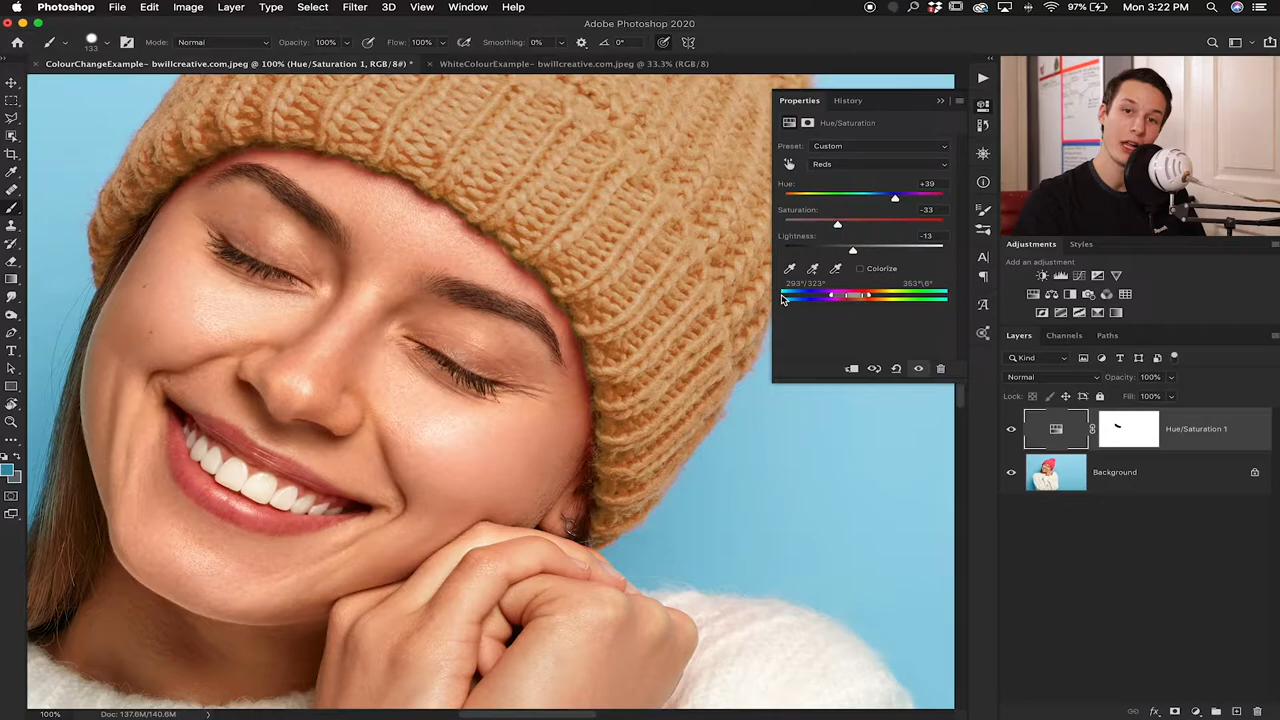 Photoshop File Edit Image Layer Type Select Filter 3D View Window Help 97% Mon 3:22 PM
Adobe Photoshop 2020
133 Mode: Normal Opacity: 100% Flow: 100% Smoothing: 0% 0°
ColourChangeExample- bwillcreative.com.jpeg @ 100% (Hue/Saturation 1, RGB/8#) * WhiteColourExample- bwillcreative.com.jpeg @ 33.3% (RGB/8)
Properties History
Hue/Saturation
Preset: Custom
Reds
Hue: +39
Saturation: -33
Lightness: -13
Colorize
293°/323° 353°\6°
Adjustments Styles
Add an adjustment
Layers Channels Paths
Kind
Normal Opacity: 100%
Lock: Fill: 100%
Hue/Saturation 1
Background
100% Doc: 137.6M/140.6M